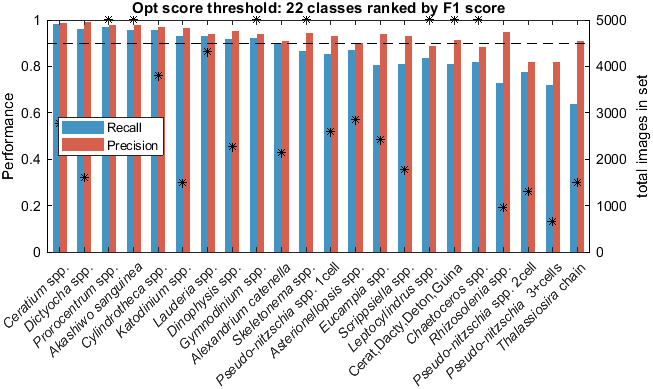 Opt score threshold: 22 classes ranked by F1 score
Performance
1
0.8
0.6
0.4
0.2
0
5000
4000
3000
2000
1000
0
total images in set
Recall
Precision
Ceratium spp.
Dictyocha spp.
Prorocentrum spp.
Akashiwo sanguinea
Cylindrotheca spp.
Katodinium spp.
Lauderia spp.
Dinophysis spp.
Gymnodinium spp.
Alexandrium catenella
Skeletonema spp.
Pseudo-nitzschia spp. 1cell
Asterionellopsis spp.
Eucampia spp.
Scrippsiella spp.
Leptocylindrus spp.
Cerat,Dacty,Deton,Guina
Chaetoceros spp.
Rhizosolenia spp.
Pseudo-nitzschia spp. 2cell
Pseudo-nitzschia 3+cells
Thalassiosira chain